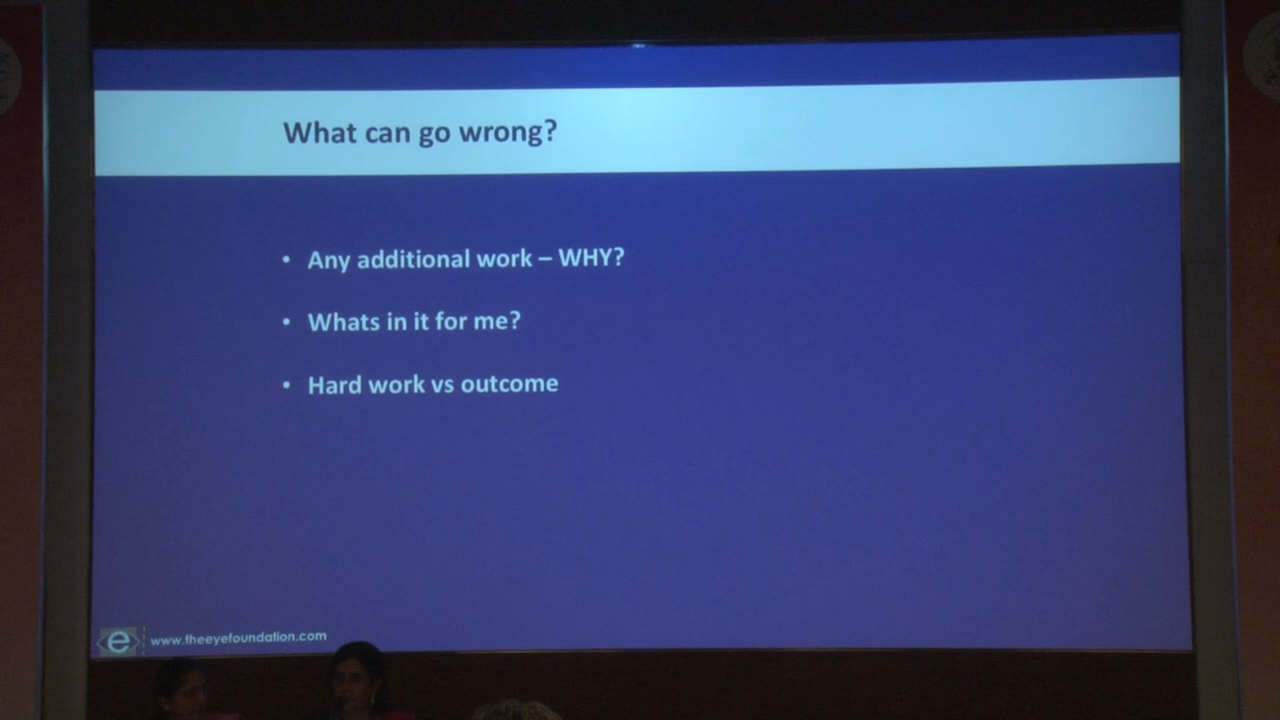 What can go wrong?
• Any additional work – WHY?
• Whats in it for me?
• Hard work vs outcome
e www.theeyefoundation.com